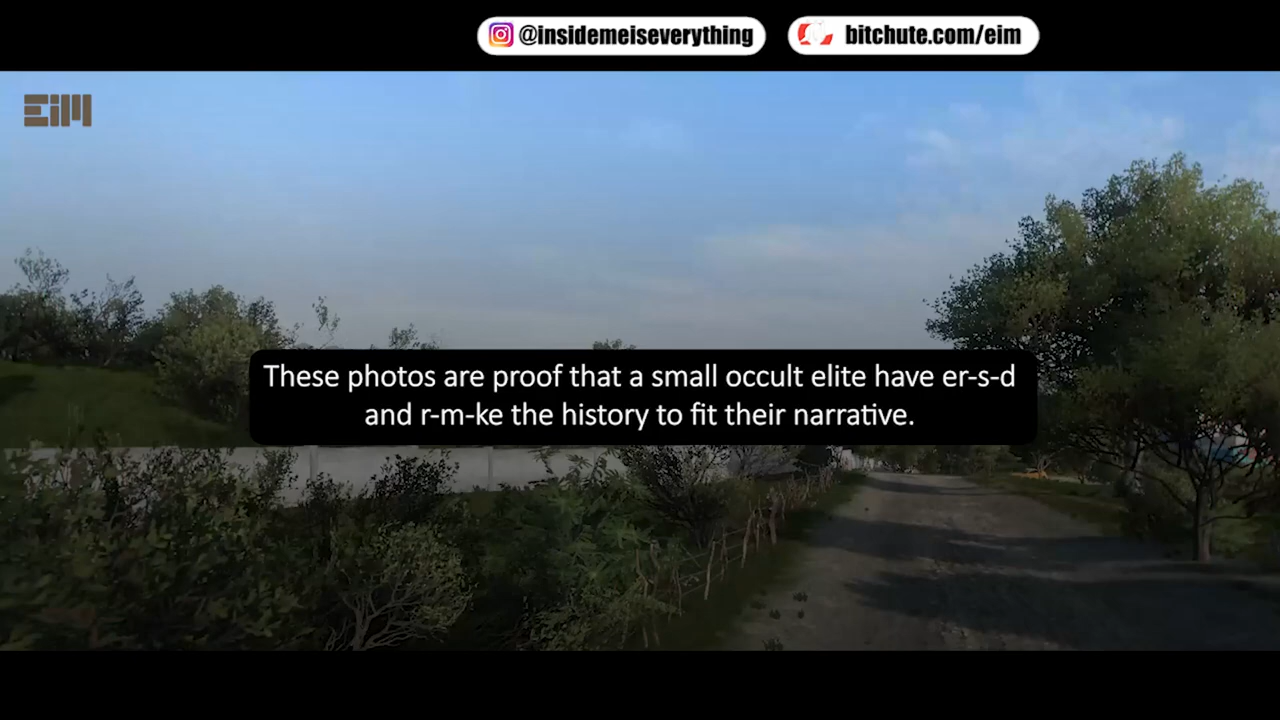 @insidemeiseverything
bitchute.com/eim
EiM
These photos are proof that a small occult elite have er-s-d
and r-m-ke the history to fit their narrative.